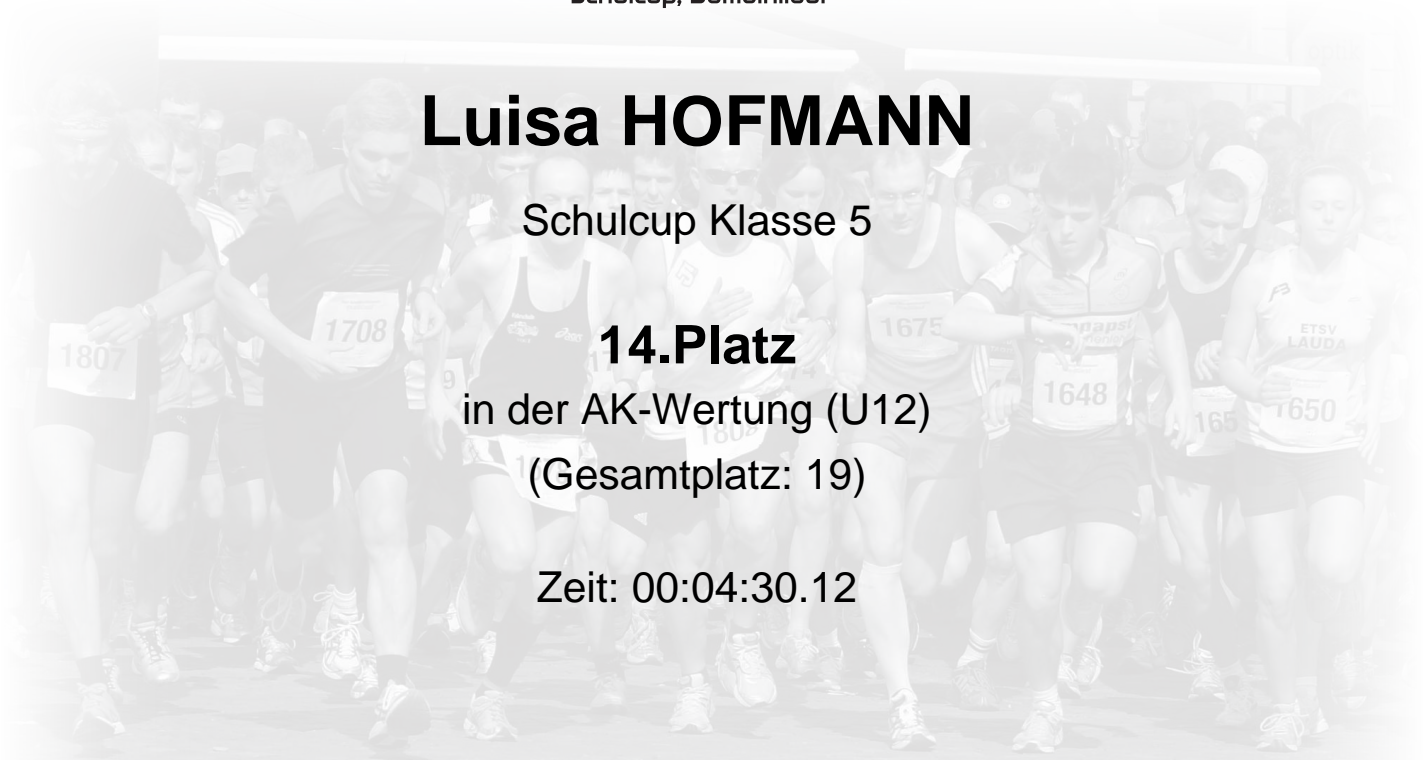 Luisa HOFMANN
Schulcup Klasse 5
14.Platz
in der AK-Wertung (U12)
(Gesamtplatz: 19)
Zeit: 00:04:30.12
1807
1708
1675
1648
165
1650
ETSV
LAUDA